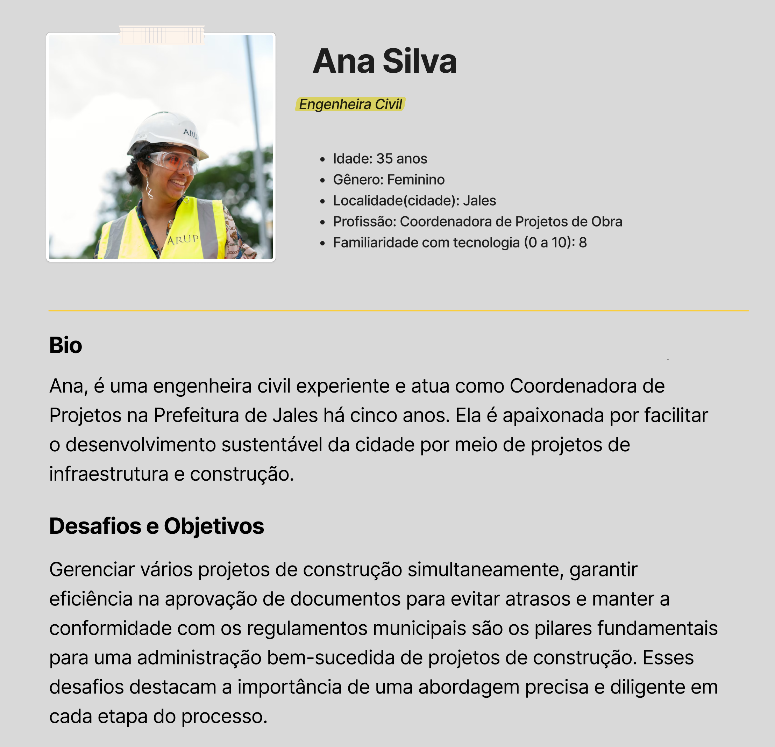 Ana Silva
Engenheira Civil
• Idade: 35 anos
• Gênero: Feminino
• Localidade(cidade): Jales
• Profissão: Coordenadora de Projetos de Obra
• Familiaridade com tecnologia (0 a 10): 8
ARUP
Bio
Ana, é uma engenheira civil experiente e atua como Coordenadora de
Projetos na Prefeitura de Jales há cinco anos. Ela é apaixonada por facilitar
o desenvolvimento sustentável da cidade por meio de projetos de
infraestrutura e construção.
Desafios e Objetivos
Gerenciar vários projetos de construção simultaneamente, garantir
eficiência na aprovação de documentos para evitar atrasos e manter a
conformidade com os regulamentos municipais são os pilares fundamentais
para uma administração bem-sucedida de projetos de construção. Esses
desafios destacam a importância de uma abordagem precisa e diligente em
cada etapa do processo.